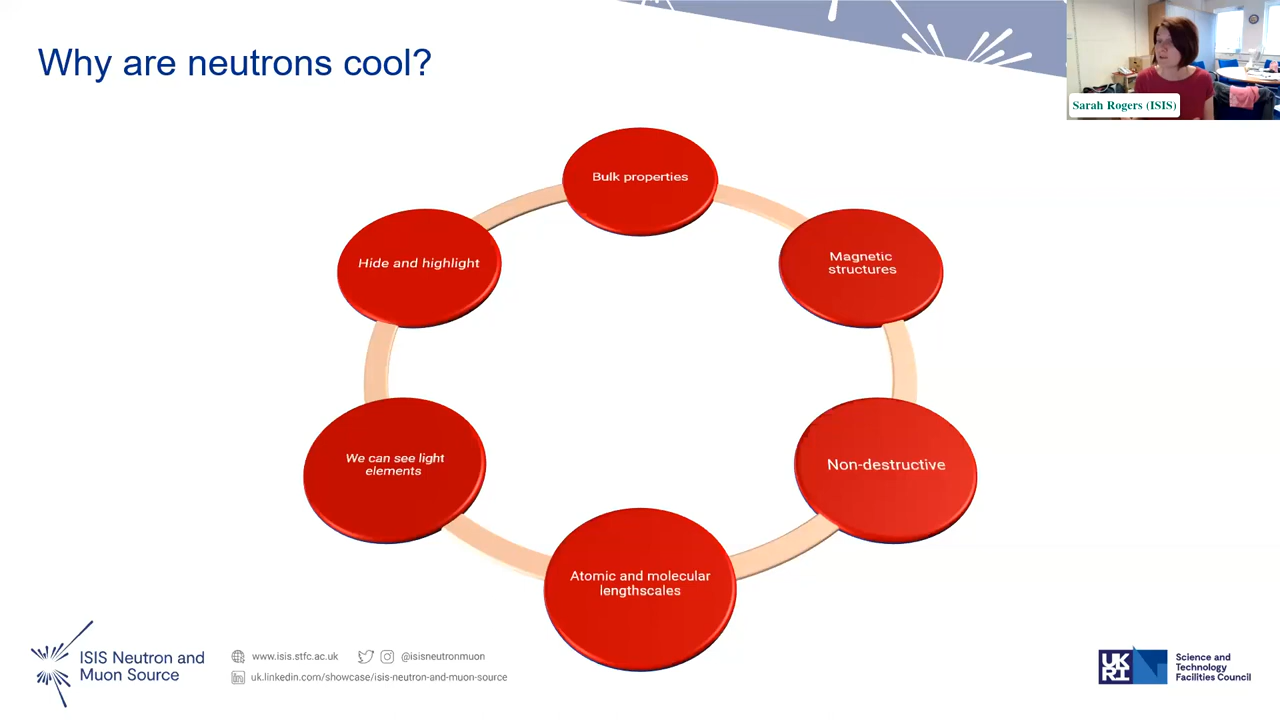 Why are neutrons cool?
Sarah Rogers (ISIS)
Bulk properties
Hide and highlight
Magnetic
structures
We can see light
elements
Non-destructive
Atomic and molecular
lengthscales
ISIS Neutron and
Muon Source
www.isis.stfc.ac.uk
@isisneutronmuon
uk.linkedin.com/showcase/isis-neutron-and-muon-source
UK
RI
Science and
Technology
Facilities Council